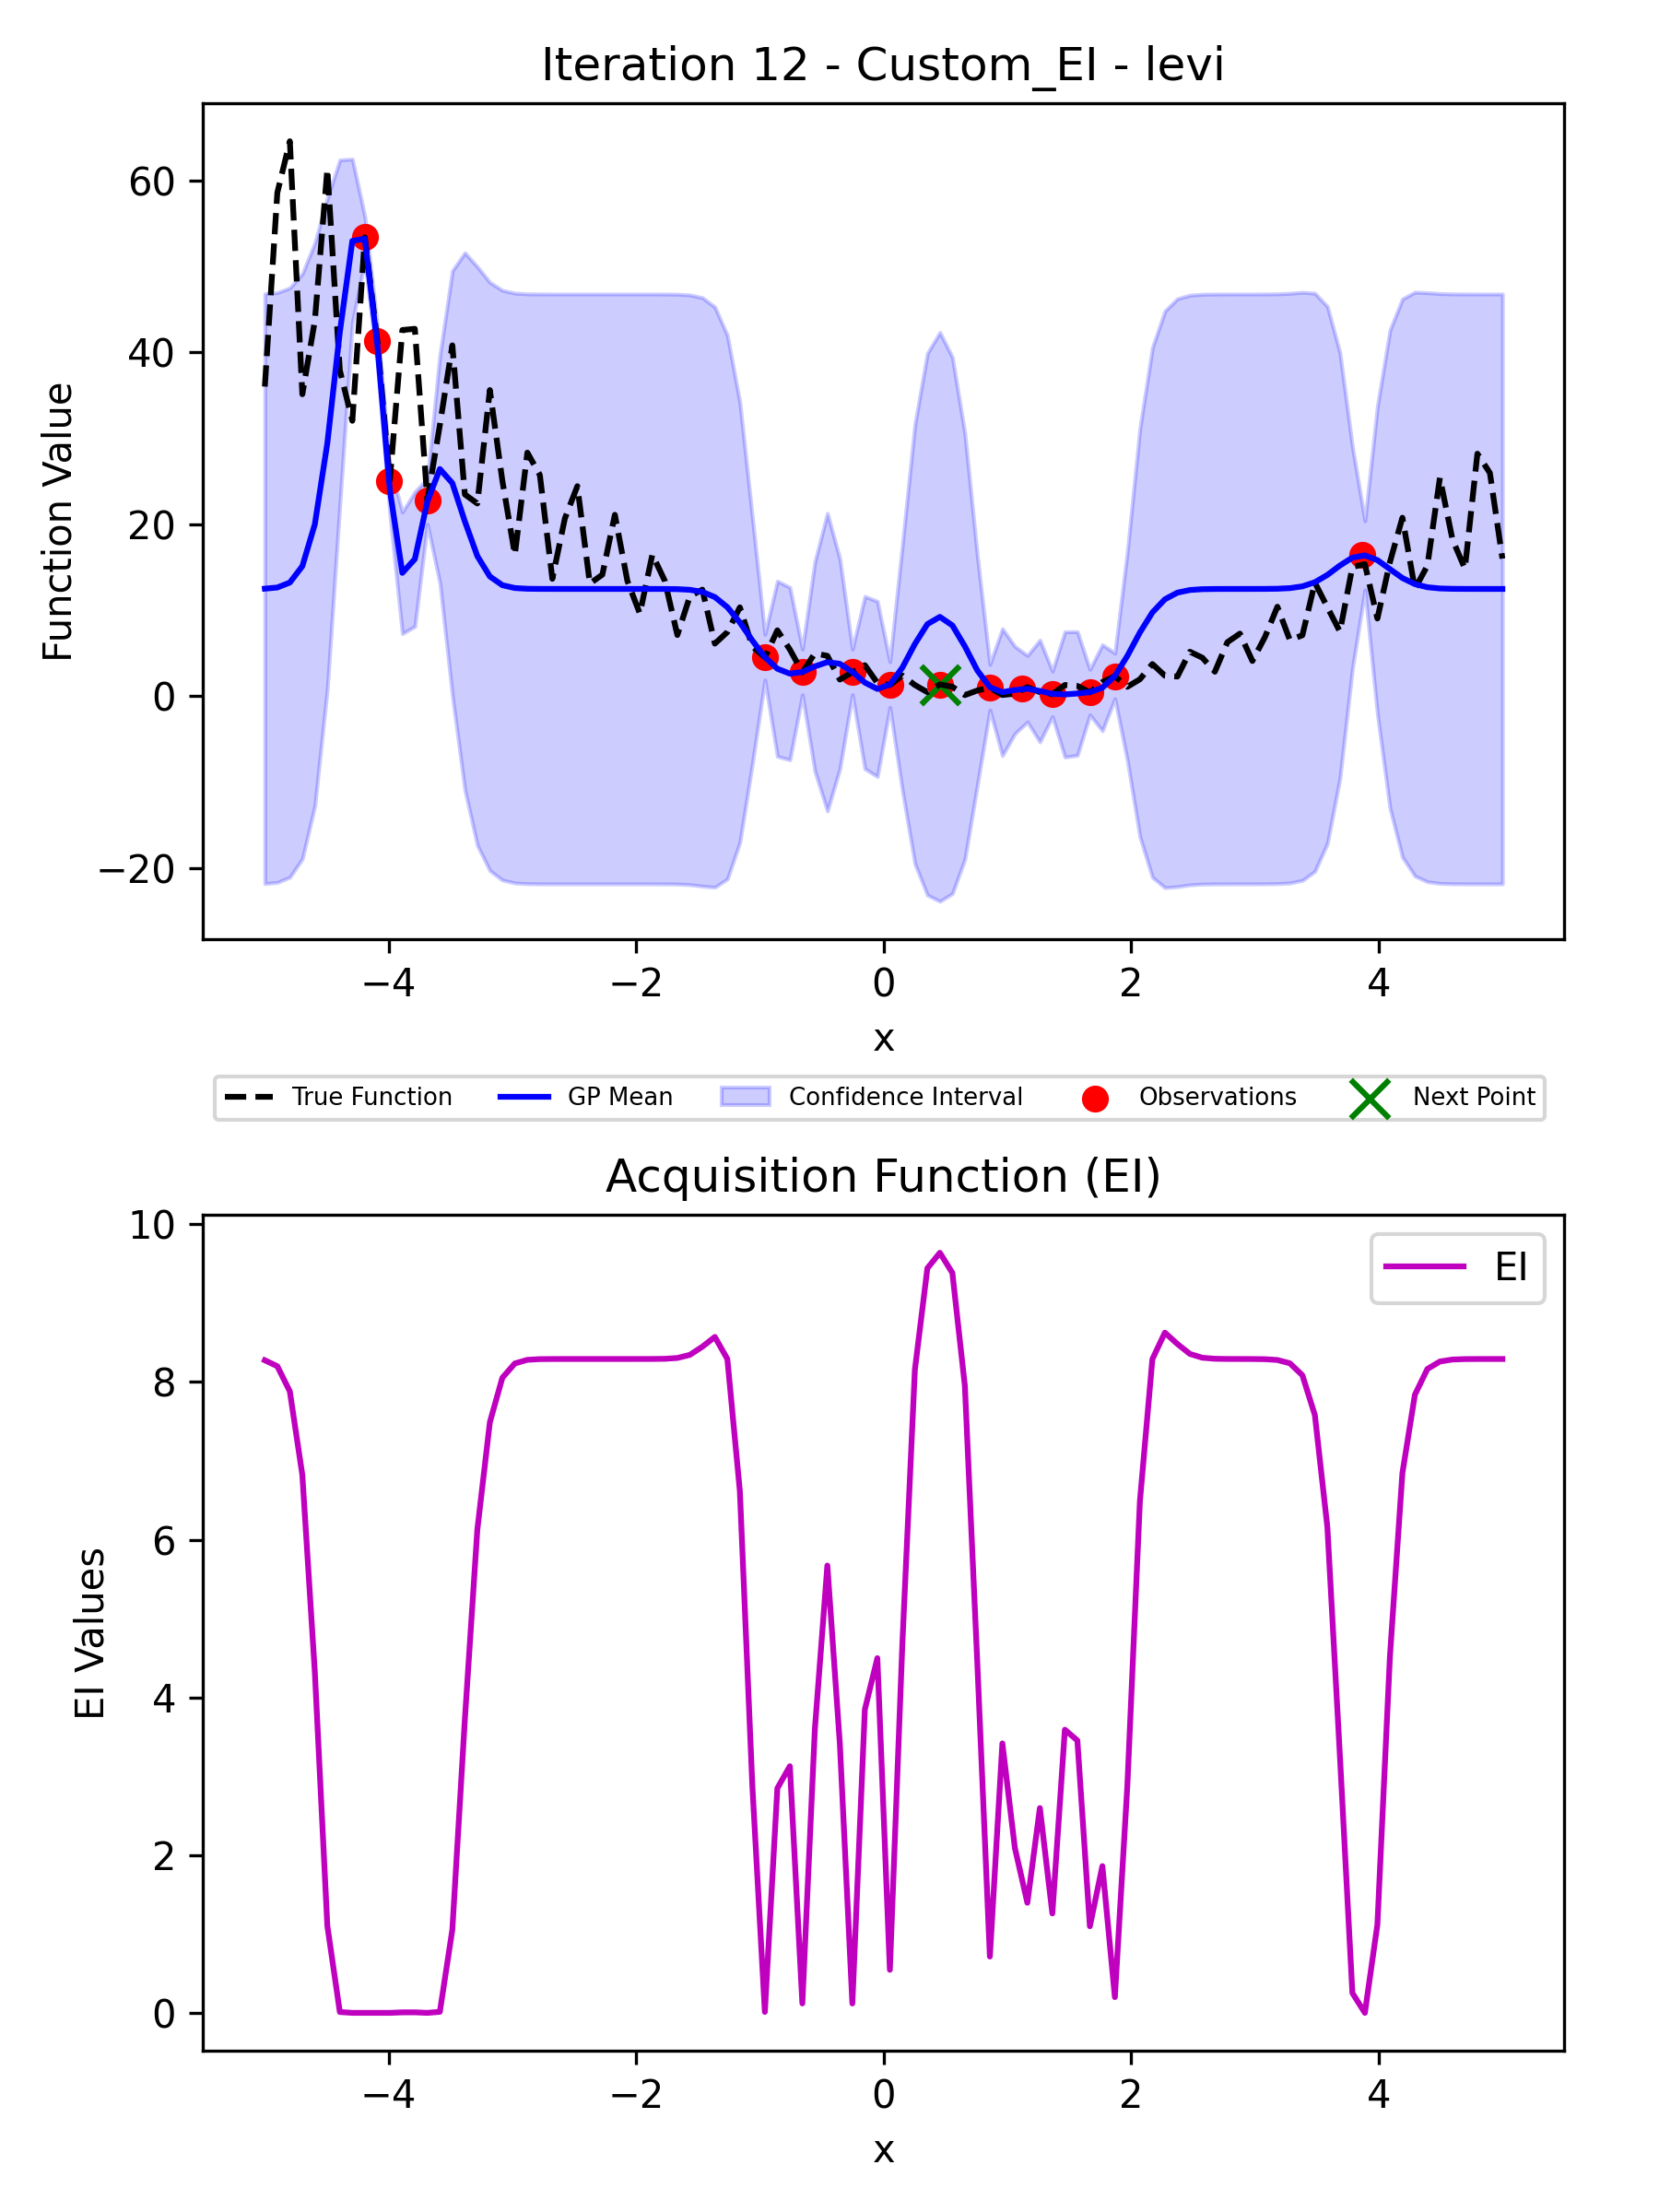 Iteration 12 - Custom_EI - levi
Function Value
60
40
20
0
−20
−4
−2
0
2
4
x
True Function GP Mean Confidence Interval Observations Next Point
Acquisition Function (EI)
EI Values
10
8
6
4
2
0
EI
−4
−2
0
2
4
x